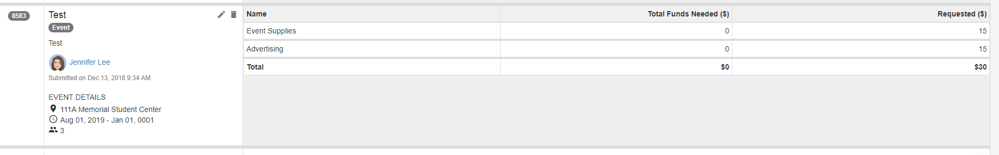 8583
Test
Event
Test
Jennifer Lee
Submitted on Dec 13, 2018 9:34 AM
EVENT DETAILS
111A Memorial Student Center
Aug 01, 2019 - Jan 01, 0001
3
Name Total Funds Needed ($) Requested ($)
Event Supplies 0 15
Advertising 0 15
Total $0 $30